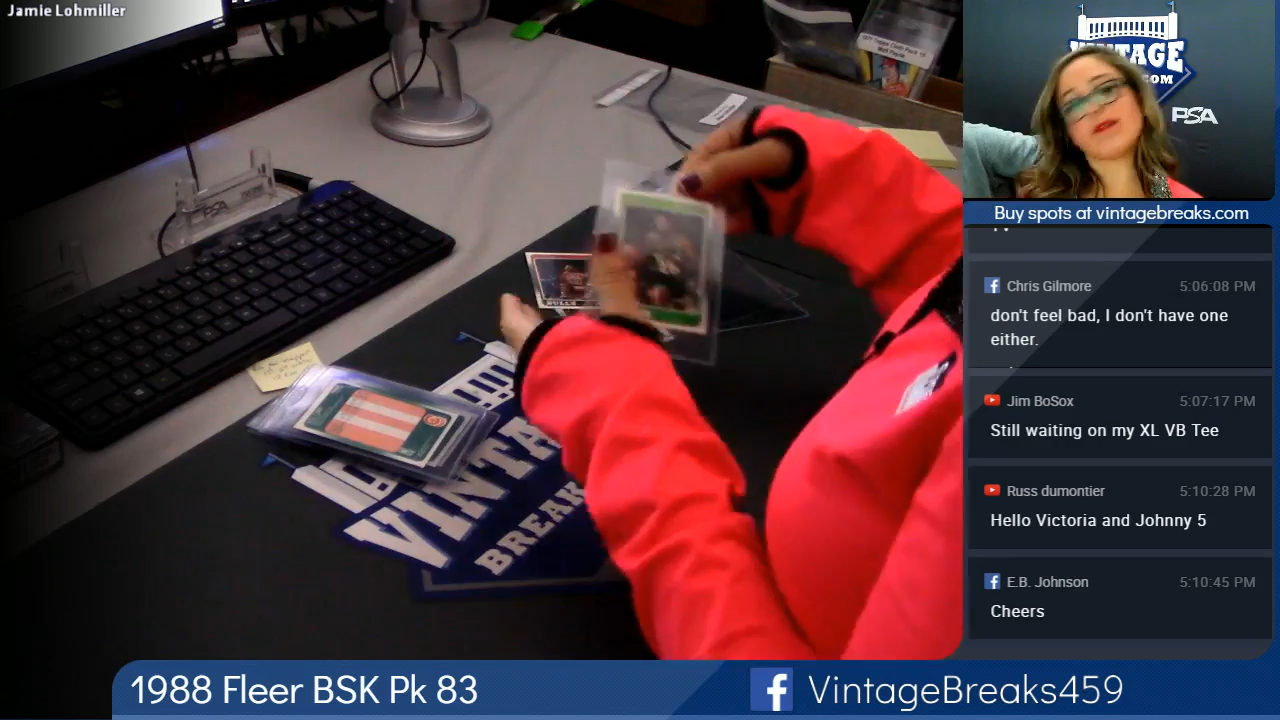 Jamie Lohmiller
VINTAGE
.COM
PSA
Buy spots at vintagebreaks.com
Chris Gilmore 5:06:08 PM
don't feel bad, I don't have one
either.
Jim BoSox 5:07:17 PM
Still waiting on my XL VB Tee
Russ dumontier 5:10:28 PM
Hello Victoria and Johnny 5
E.B. Johnson 5:10:45 PM
Cheers
PSA
BULLS
VINTA
BREAK
1988 Fleer BSK Pk 83
VintageBreaks459